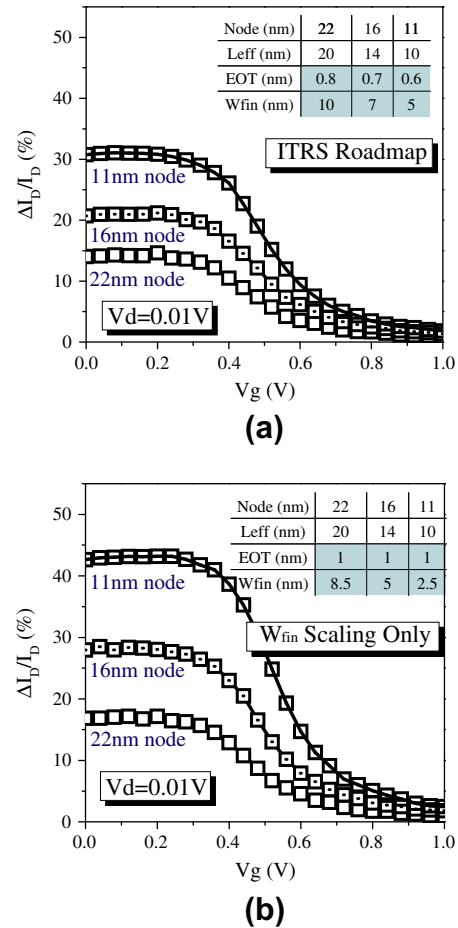 Node (nm) 22 16 11
Leff (nm) 20 14 10
EOT (nm) 0.8 0.7 0.6
Wfin (nm) 10 7 5
ITRS Roadmap
11nm node
16nm node
22nm node
Vd=0.01V
ΔI_D/I_D (%)
50
40
30
20
10
0
0.0 0.2 0.4 0.6 0.8 1.0
Vg (V)
(a)
Node (nm) 22 16 11
Leff (nm) 20 14 10
EOT (nm) 1 1 1
Wfin (nm) 8.5 5 2.5
Wfin Scaling Only
11nm node
16nm node
22nm node
Vd=0.01V
ΔI_D/I_D (%)
50
40
30
20
10
0
0.0 0.2 0.4 0.6 0.8 1.0
Vg (V)
(b)